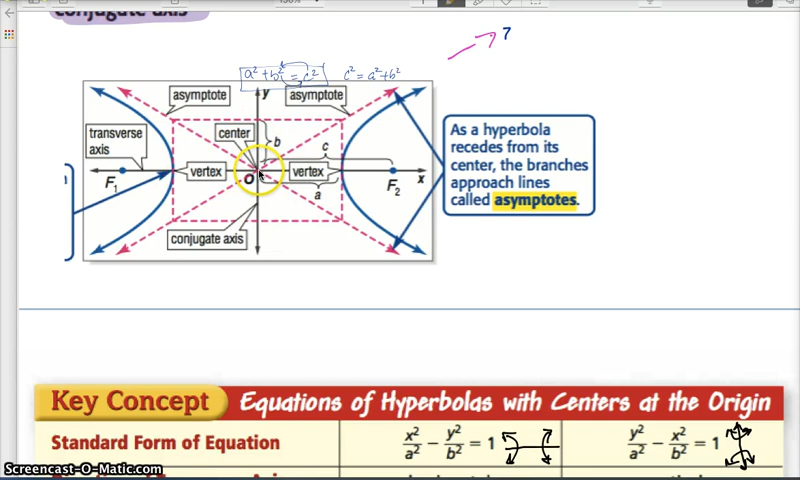 conjugate axis
7
a² + b² = c² c² = a² + b²
asymptote
y
asymptote
transverse
axis
center
b
c
vertex
O
vertex
F₁
a
F₂
x
conjugate axis
As a hyperbola
recedes from its
center, the branches
approach lines
called asymptotes.
Key Concept Equations of Hyperbolas with Centers at the Origin
Standard Form of Equation
x²/a² − y²/b² = 1
y²/a² − x²/b² = 1
Screencast-O-Matic.com